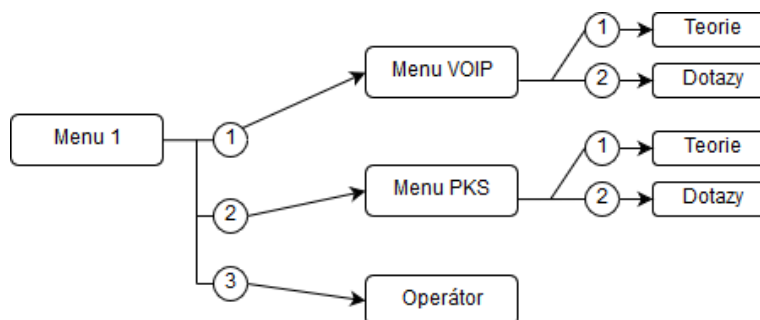 1
Teorie
Menu VOIP
2
Dotazy
Menu 1
1
1
Teorie
Menu PKS
2
2
Dotazy
3
Operátor